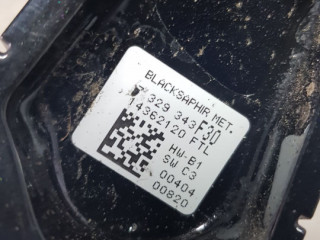 BLACKSAPHIR MET.
329 343 F30
14362120 FTL
HW-B1
SW C3
00404
00820